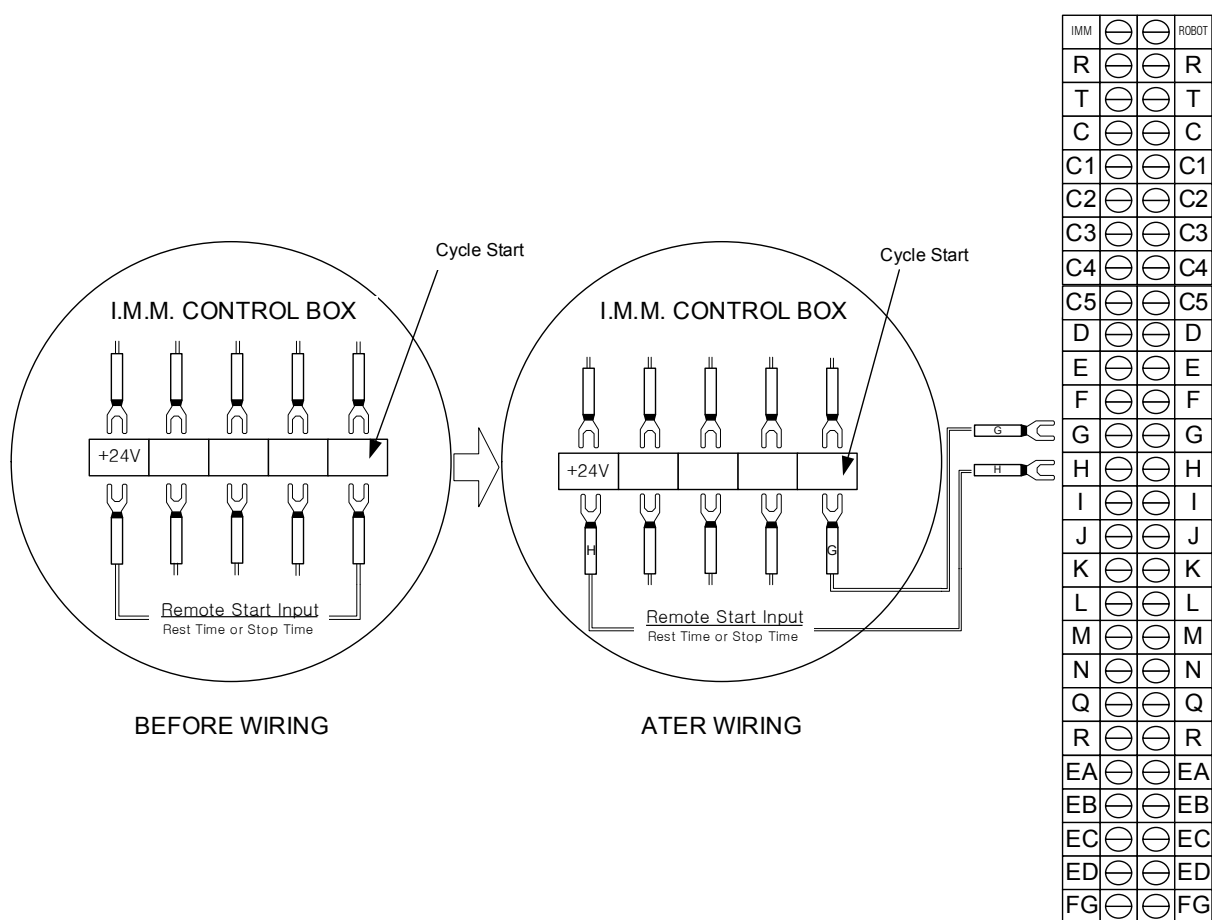 Cycle Start
I.M.M. CONTROL BOX
+24V
Remote Start Input
Rest Time or Stop Time
BEFORE WIRING
Cycle Start
I.M.M. CONTROL BOX
+24V
H
G
Remote Start Input
Rest Time or Stop Time
ATER WIRING
G
H
IMM ROBOT
R R
T T
C C
C1 C1
C2 C2
C3 C3
C4 C4
C5 C5
D D
E E
F F
G G
H H
I I
J J
K K
L L
M M
N N
Q Q
R R
EA EA
EB EB
EC EC
ED ED
FG FG